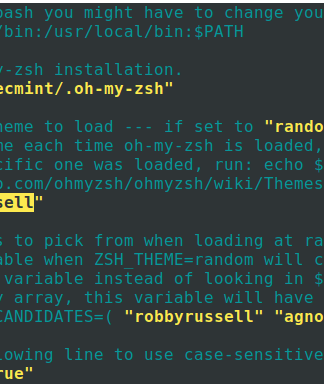 bash you might have to change you
/bin:/usr/local/bin:$PATH
y-zsh installation.
ecmint/.oh-my-zsh"
heme to load --- if set to "rando
me each time oh-my-zsh is loaded,
cific one was loaded, run: echo $
b.com/ohmyzsh/ohmyzsh/wiki/Themes
sell"
s to pick from when loading at ra
able when ZSH_THEME=random will c
variable instead of looking in $
y array, this variable will have
CANDIDATES=( "robbyrussell" "agno
lowing line to use case-sensitive
rue"